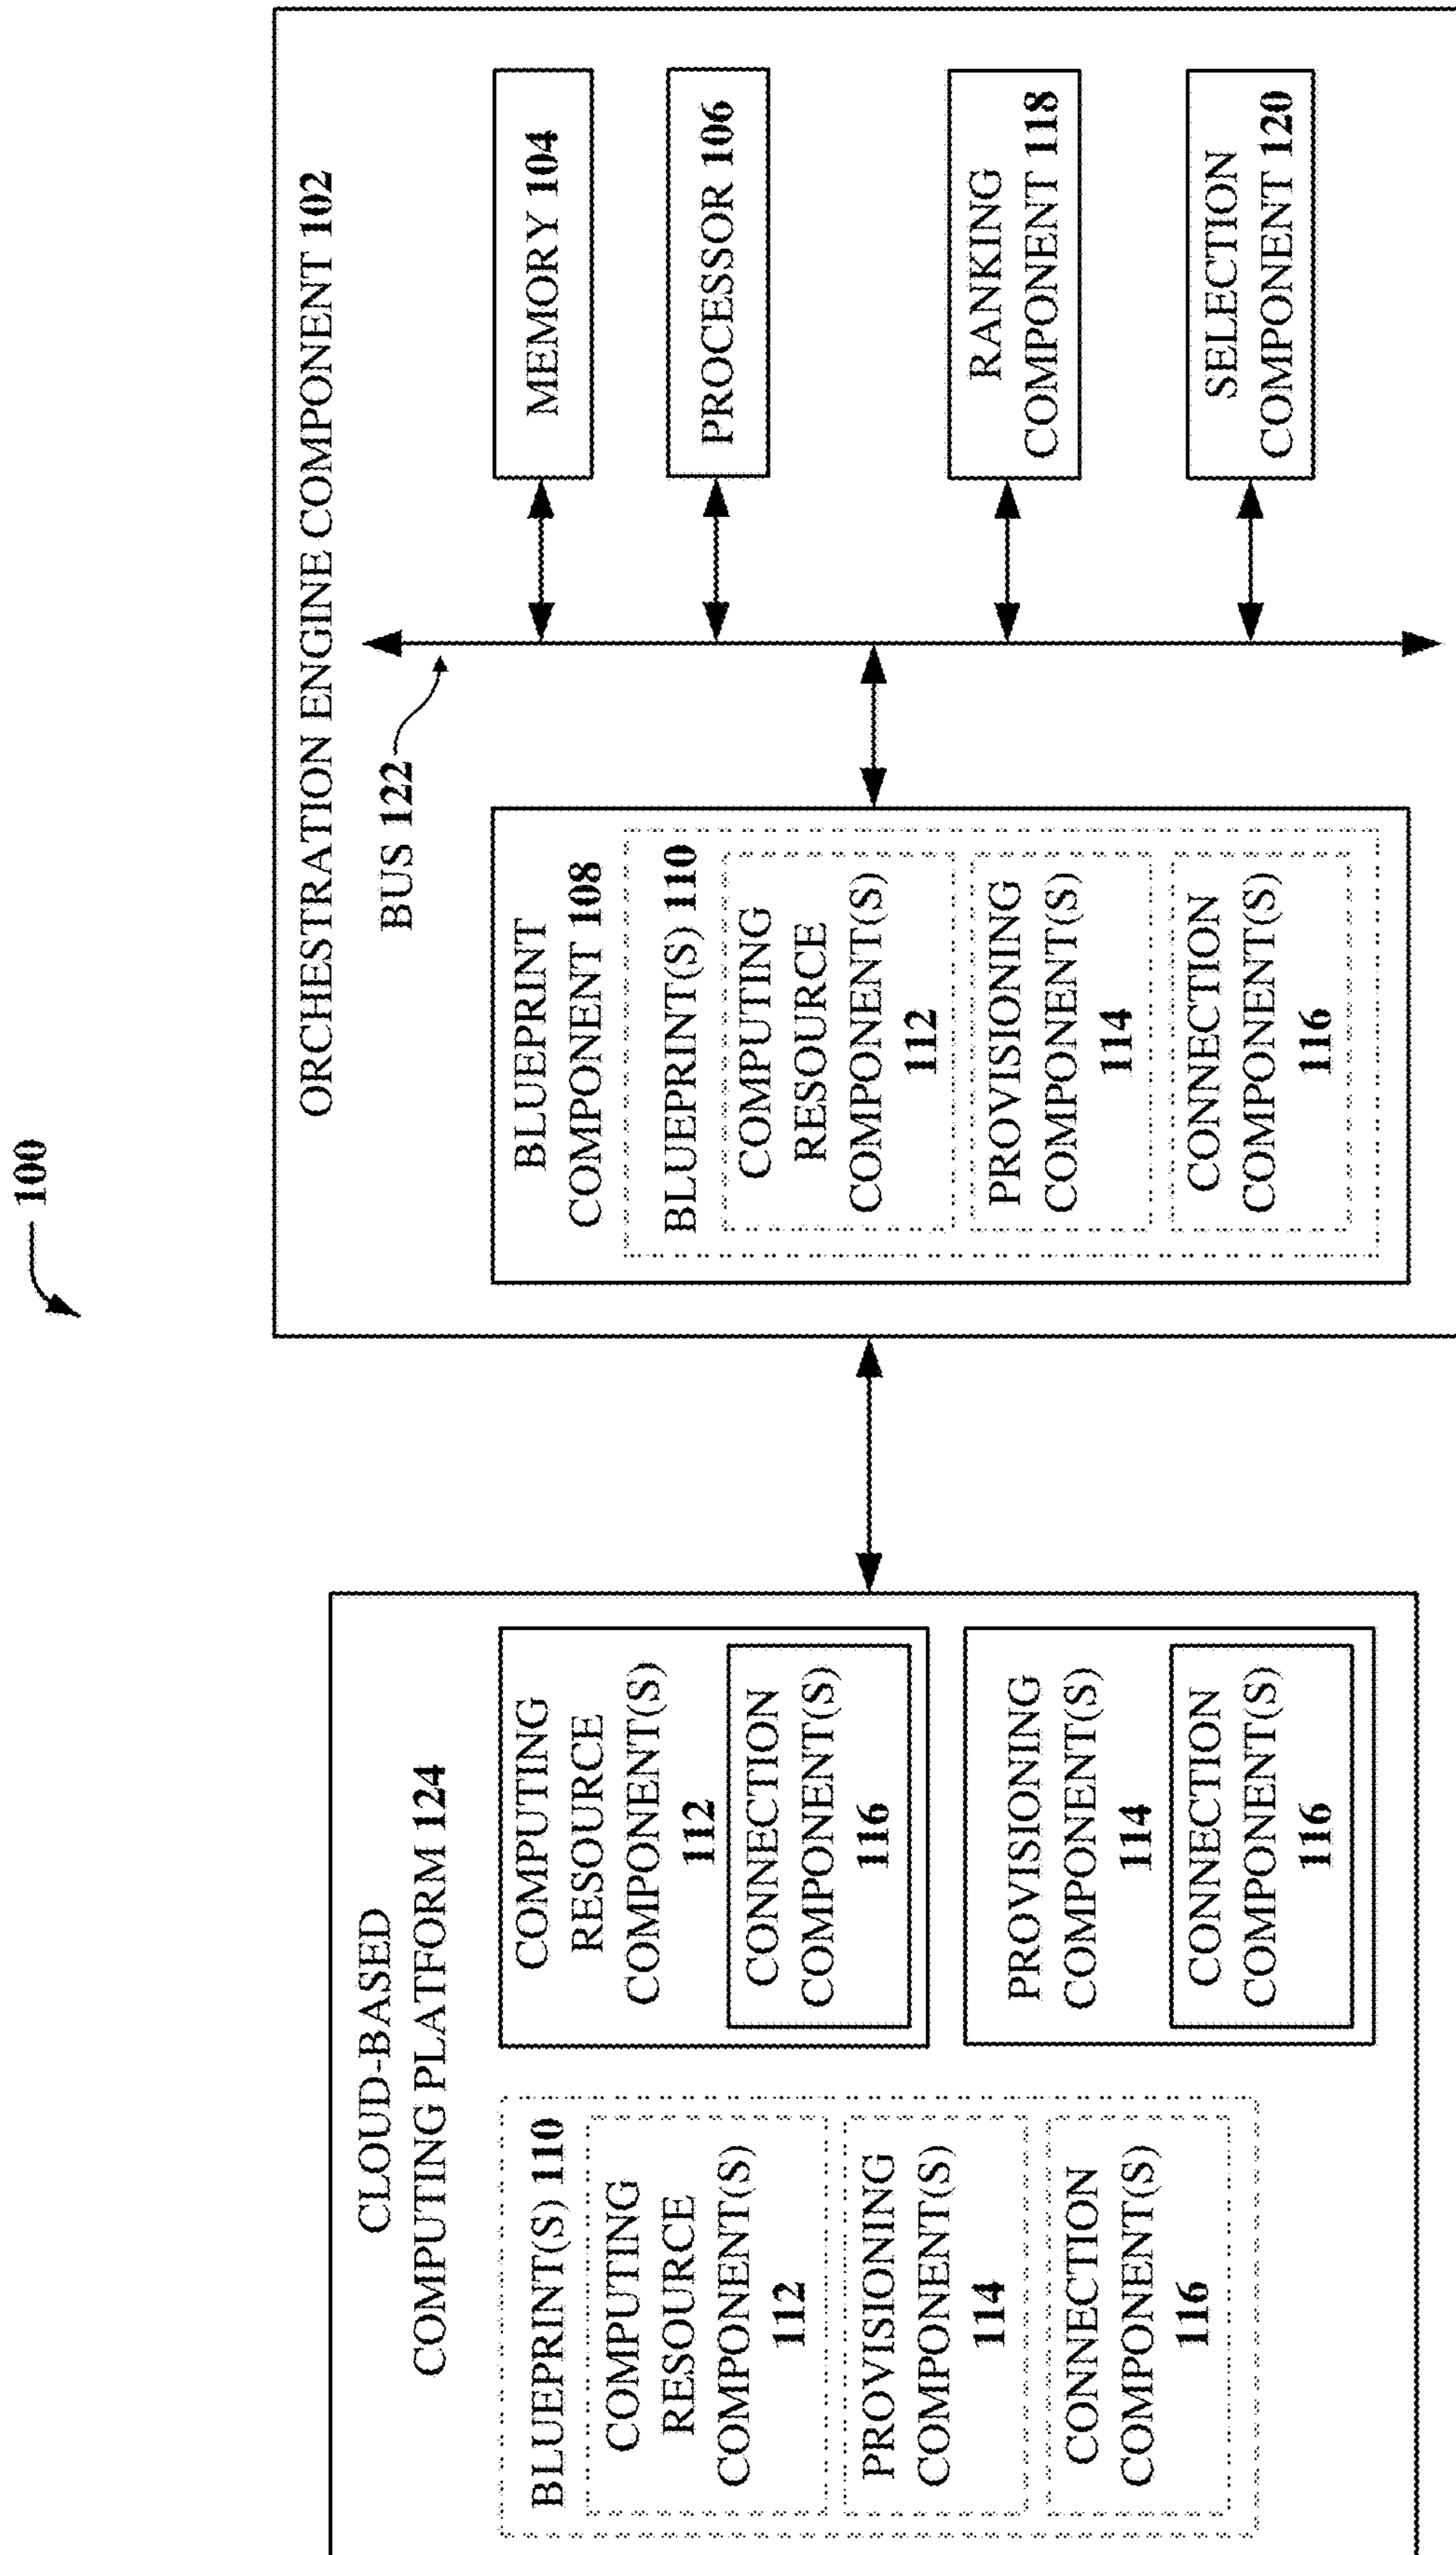 100
CLOUD-BASED
COMPUTING PLATFORM 124
BLUEPRINT(S) 110
COMPUTING
RESOURCE
COMPONENT(S)
112
PROVISIONING
COMPONENT(S)
114
CONNECTION
COMPONENT(S)
116
COMPUTING
RESOURCE
COMPONENT(S)
112
CONNECTION
COMPONENT(S)
116
PROVISIONING
COMPONENT(S)
114
CONNECTION
COMPONENT(S)
116
ORCHESTRATION ENGINE COMPONENT 102
BUS 122
BLUEPRINT
COMPONENT 108
BLUEPRINT(S) 110
COMPUTING
RESOURCE
COMPONENT(S)
112
PROVISIONING
COMPONENT(S)
114
CONNECTION
COMPONENT(S)
116
MEMORY 104
PROCESSOR 106
RANKING
COMPONENT 118
SELECTION
COMPONENT 120